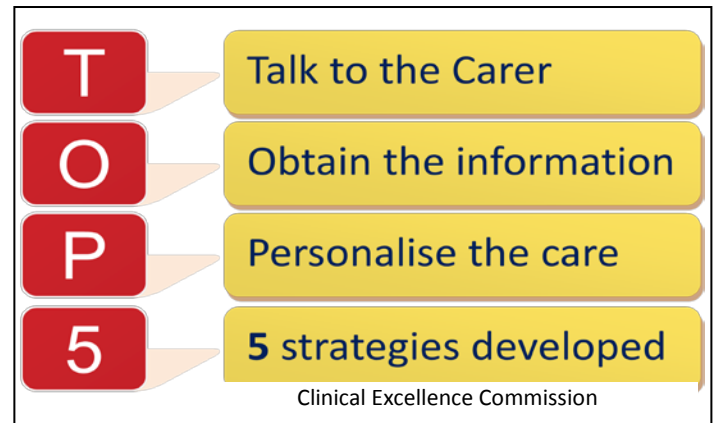 T Talk to the Carer
O Obtain the information
P Personalise the care
5 5 strategies developed
Clinical Excellence Commission